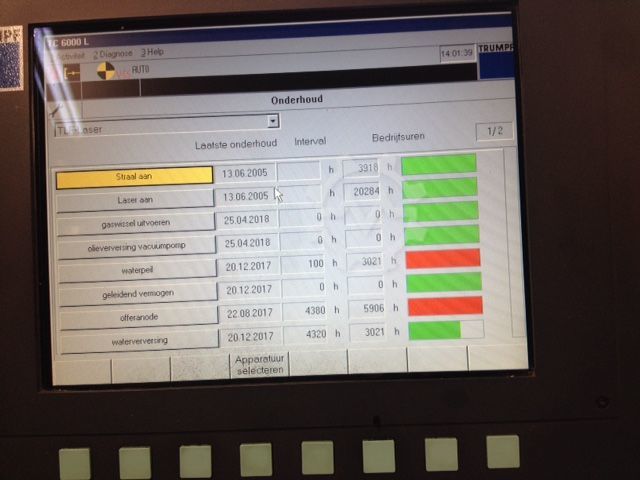 TC 6000 L
Activiteit 2 Diagnose 3 Help
14:01:39
TRUMPF
AUTO
Onderhoud
TLF-Laser
Laatste onderhoud Interval Bedrijfsuren 1/2
Straal aan 13.06.2005 h 3918 h
Laser aan 13.06.2005 h 20284 h
gaswissel uitvoeren 25.04.2018 0 h 0 h
olieverversing vacuumpomp 25.04.2018 0 h 0 h
waterpeil 20.12.2017 100 h 3021 h
geleidend vermogen 20.12.2017 0 h 0 h
offeranode 22.08.2017 4380 h 5906 h
waterverversing 20.12.2017 4320 h 3021 h
Apparatuur
selecteren